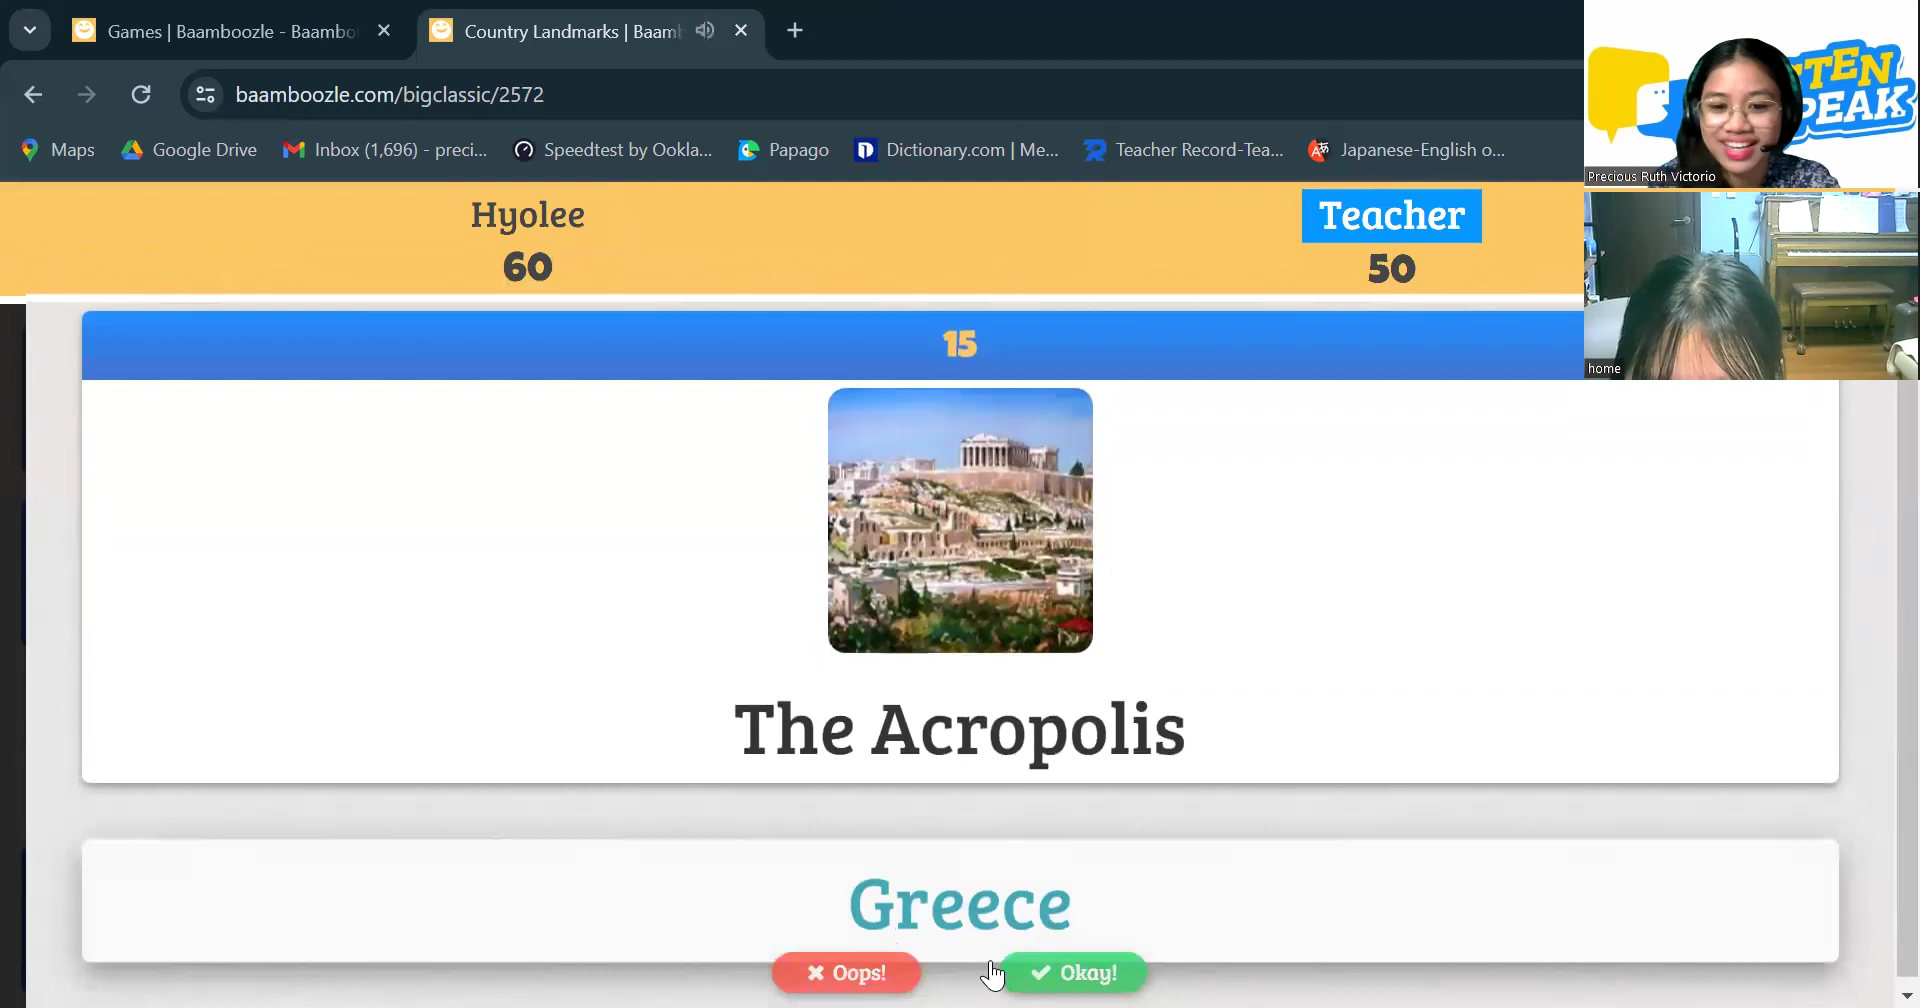 Games | Baamboozle - Baambo
Country Landmarks | Baam
baamboozle.com/bigclassic/2572
Maps
Google Drive
Inbox (1,696) - preci...
Speedtest by Ookla...
Papago
Dictionary.com | Me...
Teacher Record-Tea...
Japanese-English o...
TEN
PEAK
Precious Ruth Victorio
home
Hyolee
60
Teacher
50
15
The Acropolis
Greece
Oops!
Okay!